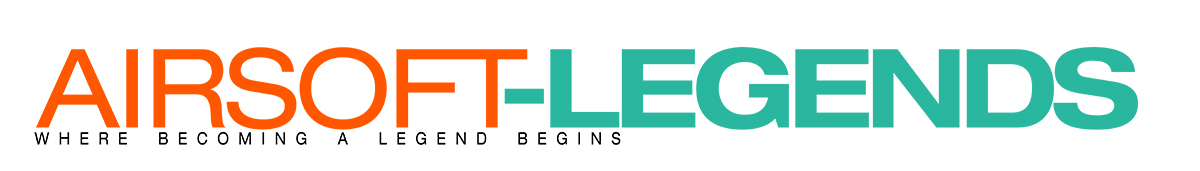 AIRSOFT-LEGENDS
WHERE BECOMING A LEGEND BEGINS